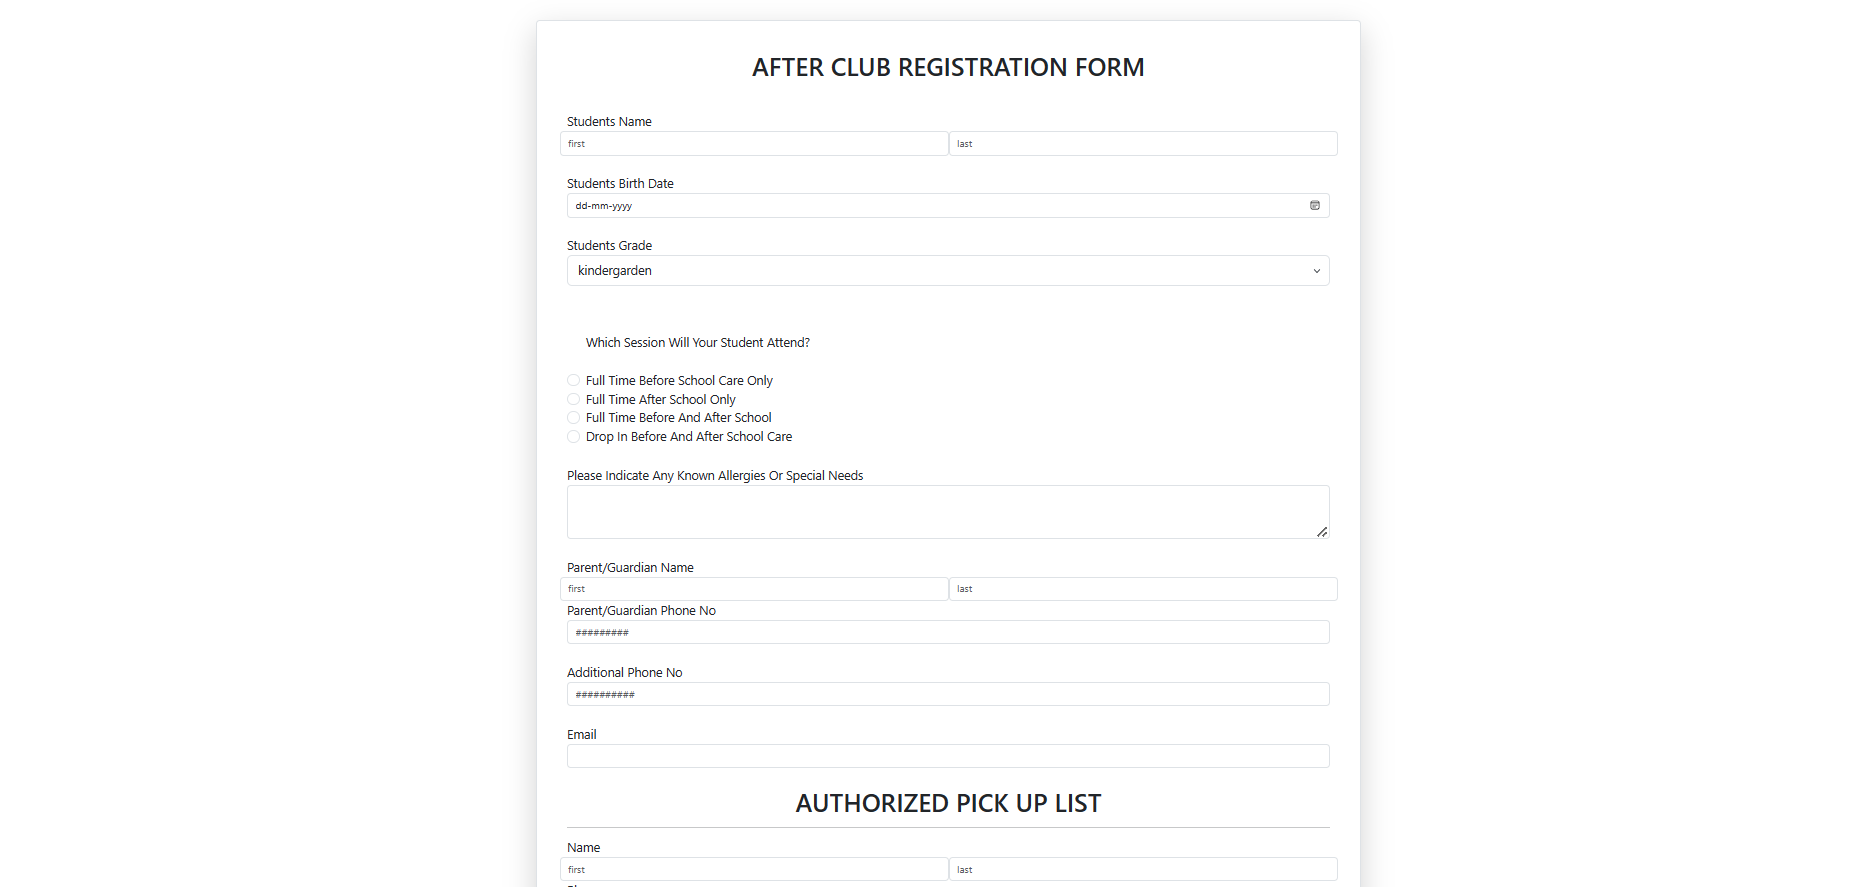 AFTER CLUB REGISTRATION FORM
Students Name
first last
Students Birth Date
dd-mm-yyyy
Students Grade
kindergarden
Which Session Will Your Student Attend?
Full Time Before School Care Only
Full Time After School Only
Full Time Before And After School
Drop In Before And After School Care
Please Indicate Any Known Allergies Or Special Needs
Parent/Guardian Name
first last
Parent/Guardian Phone No
#########
Additional Phone No
##########
Email
AUTHORIZED PICK UP LIST
Name
first last